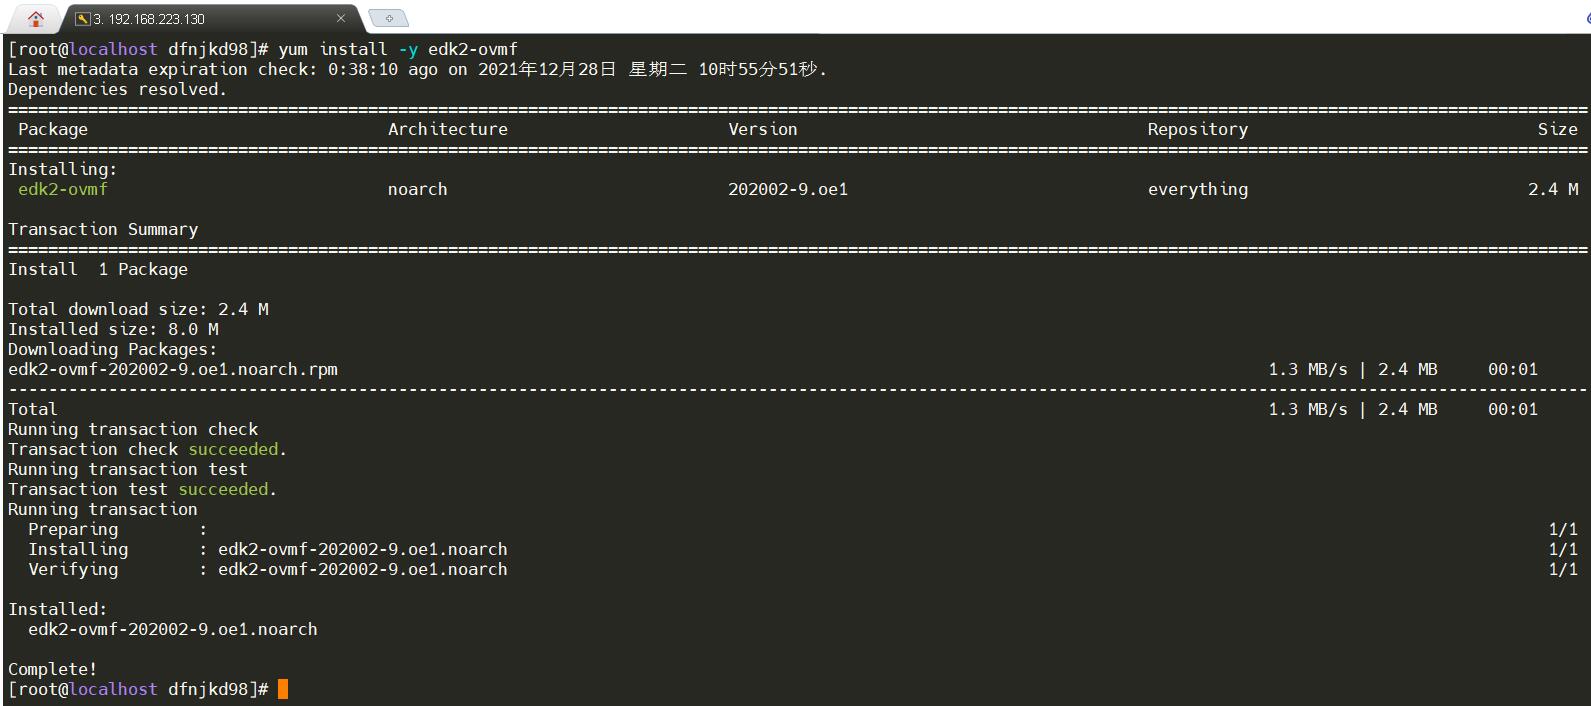 3. 192.168.223.130
[root@localhost dfnjkd98]# yum install -y edk2-ovmf
Last metadata expiration check: 0:38:10 ago on 2021年12月28日 星期二 10时55分51秒.
Dependencies resolved.
Package Architecture Version Repository Size
Installing:
edk2-ovmf noarch 202002-9.oe1 everything 2.4 M
Transaction Summary
Install 1 Package
Total download size: 2.4 M
Installed size: 8.0 M
Downloading Packages:
edk2-ovmf-202002-9.oe1.noarch.rpm 1.3 MB/s | 2.4 MB 00:01
Total 1.3 MB/s | 2.4 MB 00:01
Running transaction check
Transaction check succeeded.
Running transaction test
Transaction test succeeded.
Running transaction
Preparing : 1/1
Installing : edk2-ovmf-202002-9.oe1.noarch 1/1
Verifying : edk2-ovmf-202002-9.oe1.noarch 1/1
Installed:
edk2-ovmf-202002-9.oe1.noarch
Complete!
[root@localhost dfnjkd98]#